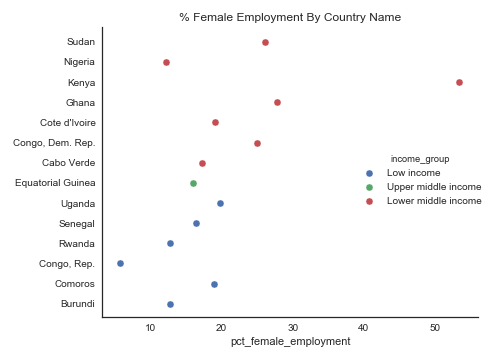 % Female Employment By Country Name
Sudan
Nigeria
Kenya
Ghana
Cote d'Ivoire
Congo, Dem. Rep.
Cabo Verde
Equatorial Guinea
Uganda
Senegal
Rwanda
Congo, Rep.
Comoros
Burundi
income_group
Low income
Upper middle income
Lower middle income
10 20 30 40 50
pct_female_employment